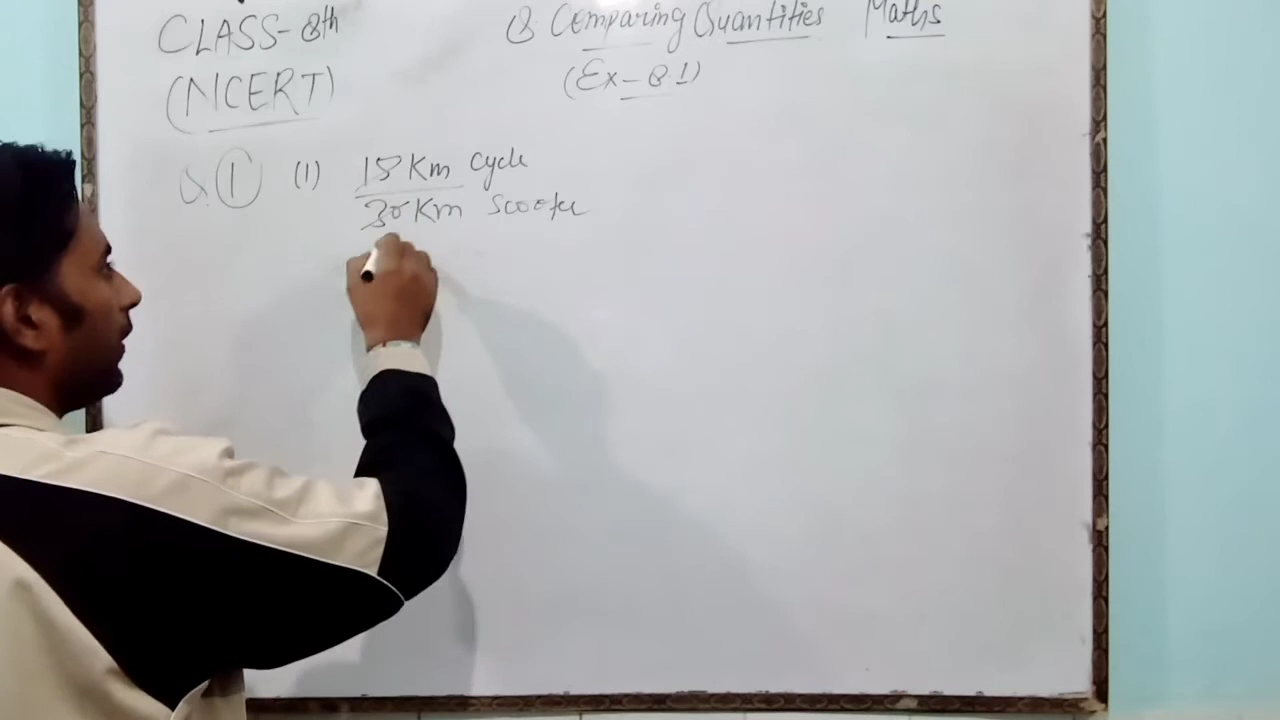 CLASS-8th
(NCERT)
8 Comparing Quantities Maths
(Ex-8.1)
Q. 1 (1) 15 Km Cycle
30 Km Scooter